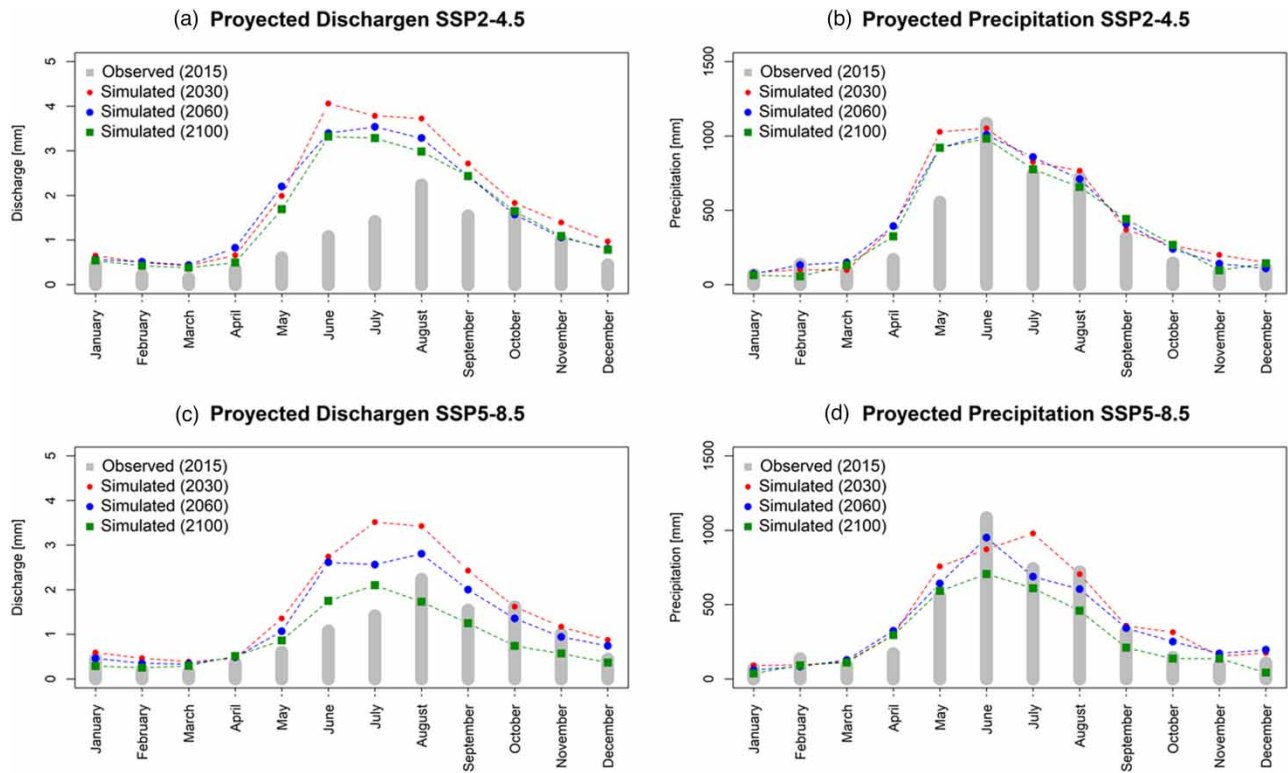 (a) Proyected Dischargen SSP2-4.5
5
4
3
2
1
0
Discharge [mm]
Observed (2015)
Simulated (2030)
Simulated (2060)
Simulated (2100)
January
February
March
April
May
June
July
August
September
October
November
December
(b) Proyected Precipitation SSP2-4.5
1500
1000
500
0
Precipitation [mm]
Observed (2015)
Simulated (2030)
Simulated (2060)
Simulated (2100)
January
February
March
April
May
June
July
August
September
October
November
December
(c) Proyected Dischargen SSP5-8.5
5
4
3
2
1
0
Discharge [mm]
Observed (2015)
Simulated (2030)
Simulated (2060)
Simulated (2100)
January
February
March
April
May
June
July
August
September
October
November
December
(d) Proyected Precipitation SSP5-8.5
1500
1000
500
0
Precipitation [mm]
Observed (2015)
Simulated (2030)
Simulated (2060)
Simulated (2100)
January
February
March
April
May
June
July
August
September
October
November
December